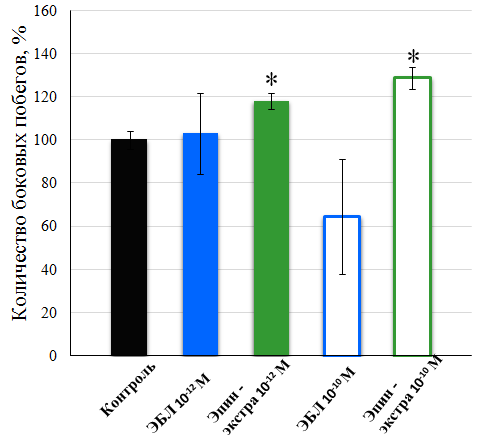 Количество боковых побегов, %
160
140
120
100
80
60
40
20
0
*
*
Контроль
ЭБЛ 10⁻¹² М
Эпин -
экстра 10⁻¹² М
ЭБЛ 10⁻¹⁰ М
Эпин -
экстра 10⁻¹⁰ М